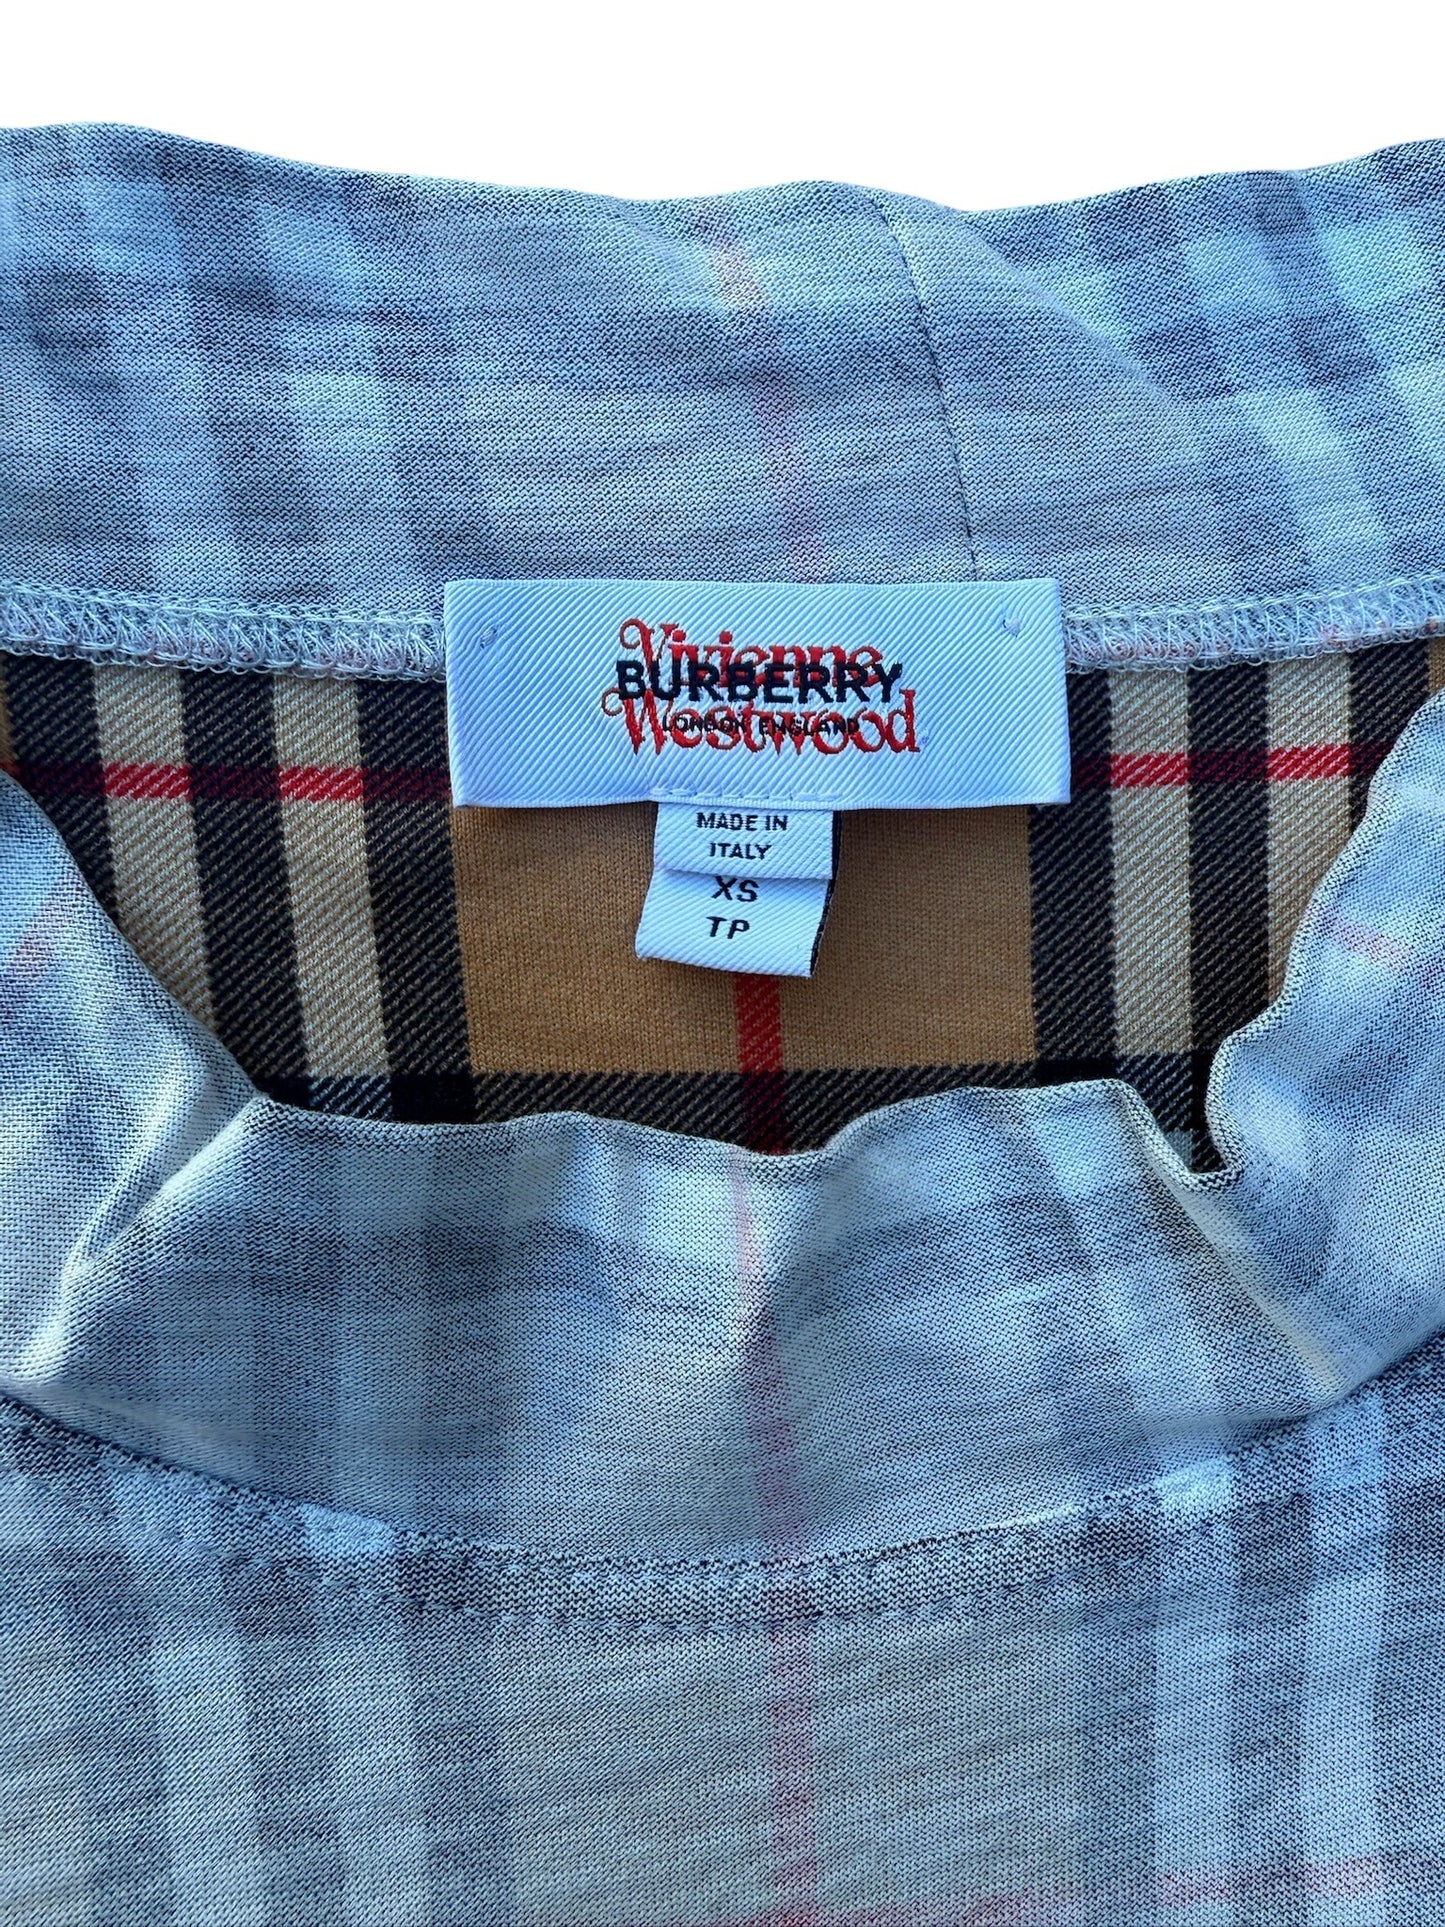 Vivienne
BURBERRY
Westwood
LONDON ENGLAND
MADE IN
ITALY
XS
TP